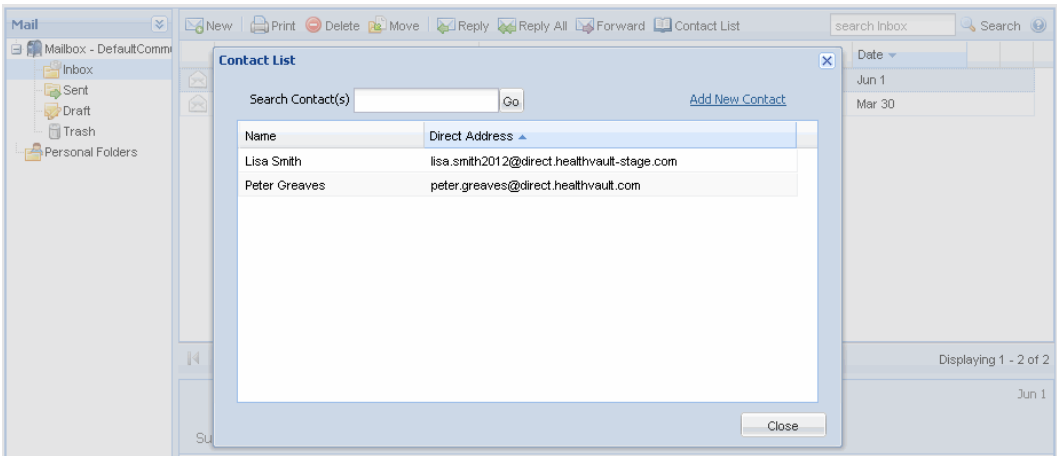 Mail
New Print Delete Move Reply Reply All Forward Contact List search Inbox Search
Mailbox - DefaultCommu
Inbox
Sent
Draft
Trash
Personal Folders
Date
Jun 1
Mar 30
Contact List
Search Contact(s) Go Add New Contact
Name Direct Address
Lisa Smith lisa.smith2012@direct.healthvault-stage.com
Peter Greaves peter.greaves@direct.healthvault.com
Displaying 1 - 2 of 2
Jun 1
Close
Su